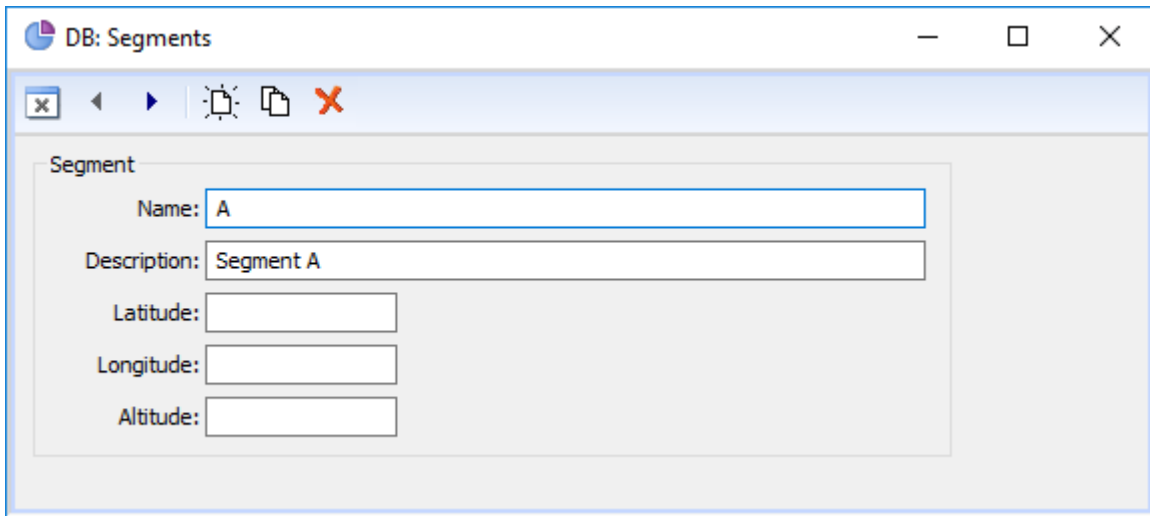 DB: Segments
Segment
Name: A
Description: Segment A
Latitude:
Longitude:
Altitude: